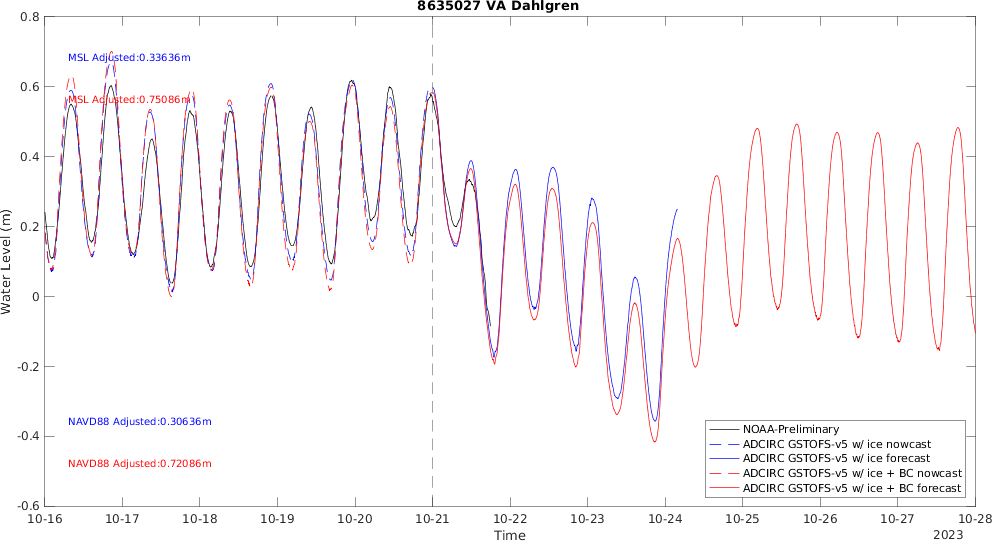 8635027 VA Dahlgren
0.8
0.6
0.4
0.2
0
-0.2
-0.4
-0.6
Water Level (m)
MSL Adjusted:0.33636m
MSL Adjusted:0.75086m
NAVD88 Adjusted:0.30636m
NAVD88 Adjusted:0.72086m
NOAA-Preliminary
ADCIRC GSTOFS-v5 w/ ice nowcast
ADCIRC GSTOFS-v5 w/ ice forecast
ADCIRC GSTOFS-v5 w/ ice + BC nowcast
ADCIRC GSTOFS-v5 w/ ice + BC forecast
10-16 10-17 10-18 10-19 10-20 10-21 10-22 10-23 10-24 10-25 10-26 10-27 10-28
Time
2023